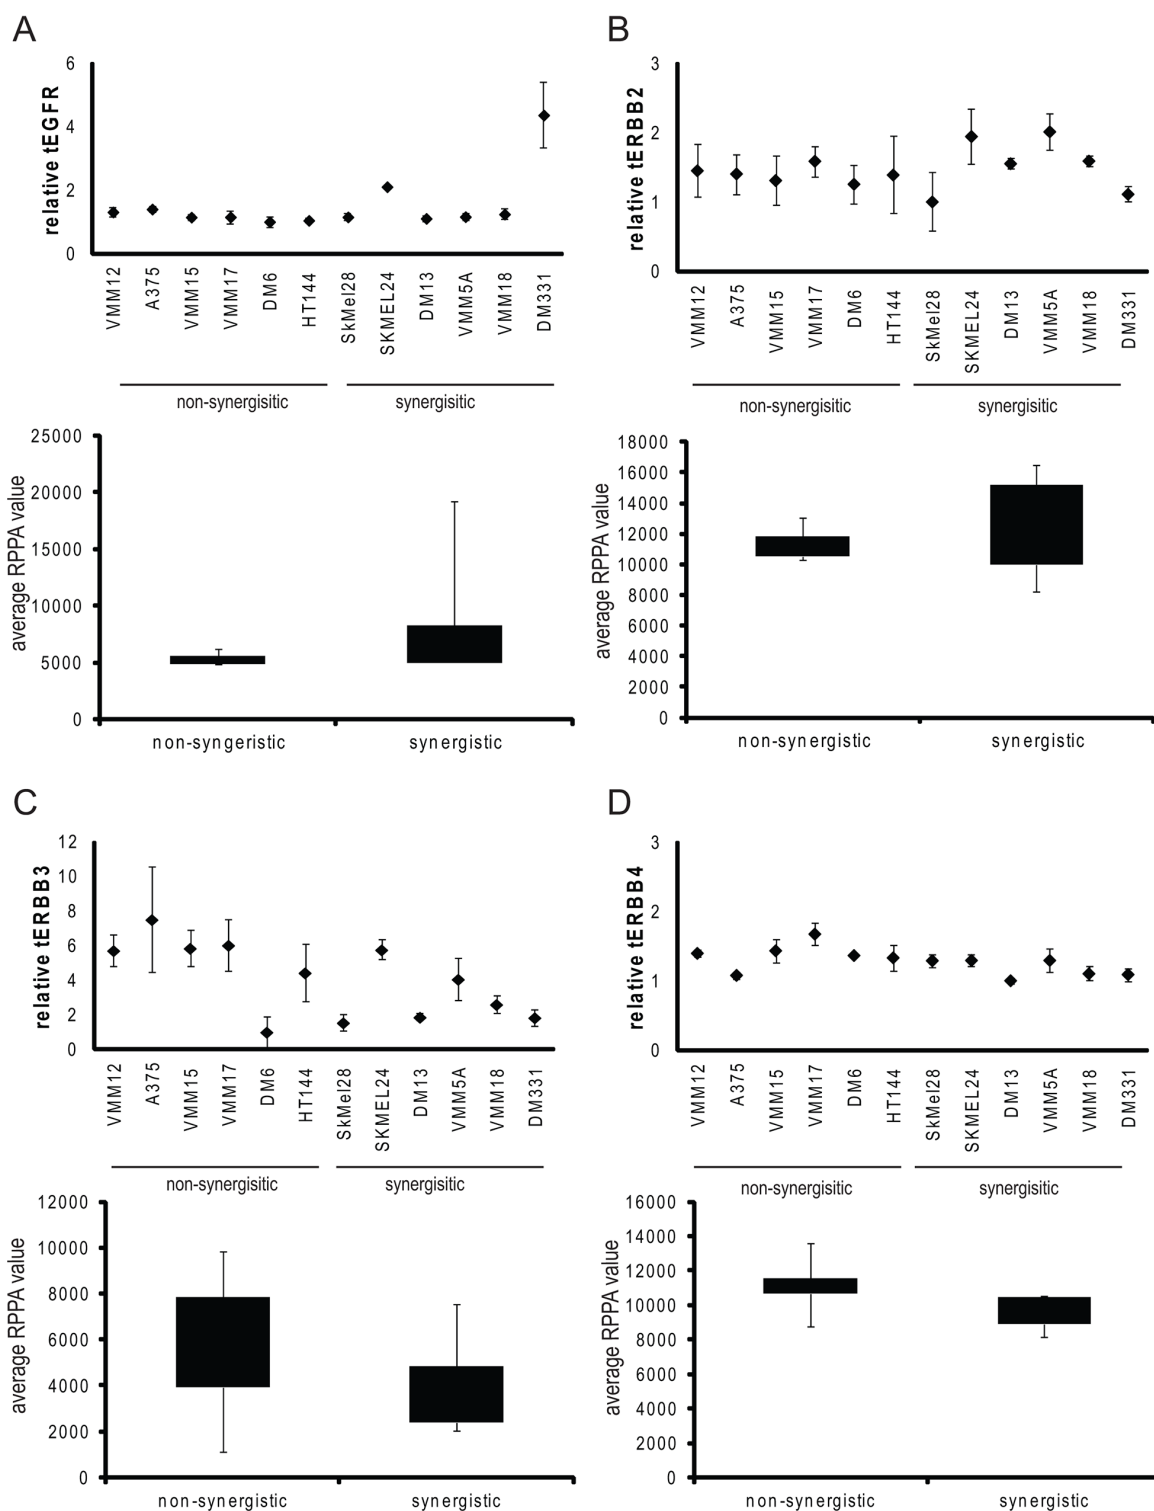 A
relative tEGFR
6
4
2
0
VMM12
A375
VMM15
VMM17
DM6
HT144
SkMel28
SKMEL24
DM13
VMM5A
VMM18
DM331
non-synergisitic
synergisitic
average RPPA value
25000
20000
15000
10000
5000
0
non-syngeristic
synergistic
B
relative tERBB2
3
2
1
0
VMM12
A375
VMM15
VMM17
DM6
HT144
SkMel28
SKMEL24
DM13
VMM5A
VMM18
DM331
non-synergisitic
synergisitic
average RPPA value
18000
16000
14000
12000
10000
8000
6000
4000
2000
0
non-synergistic
synergistic
C
relative tERBB3
12
10
8
6
4
2
0
VMM12
A375
VMM15
VMM17
DM6
HT144
SkMel28
SKMEL24
DM13
VMM5A
VMM18
DM331
non-synergisitic
synergisitic
average RPPA value
12000
10000
8000
6000
4000
2000
0
non-synergistic
synergistic
D
relative tERBB4
3
2
1
0
VMM12
A375
VMM15
VMM17
DM6
HT144
SkMel28
SKMEL24
DM13
VMM5A
VMM18
DM331
non-synergisitic
synergisitic
average RPPA value
16000
14000
12000
10000
8000
6000
4000
2000
0
non-synergistic
synergistic